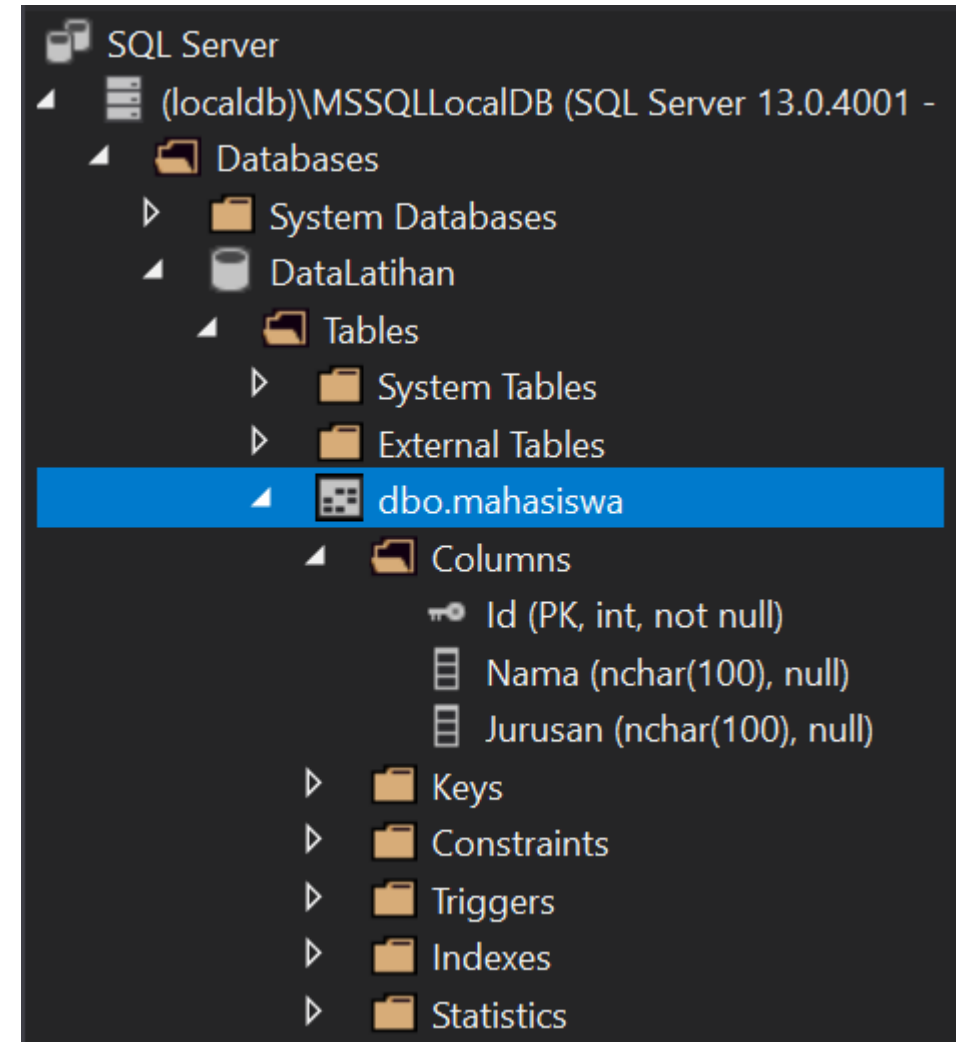 SQL Server
(localdb)\MSSQLLocalDB (SQL Server 13.0.4001 -
Databases
System Databases
DataLatihan
Tables
System Tables
External Tables
dbo.mahasiswa
Columns
Id (PK, int, not null)
Nama (nchar(100), null)
Jurusan (nchar(100), null)
Keys
Constraints
Triggers
Indexes
Statistics